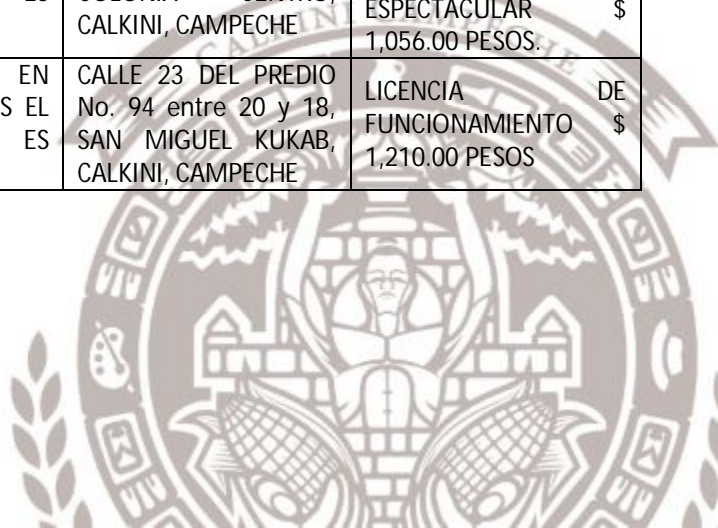 CALKINI, CAMPECHE
ESPECTACULAR $
1,056.00 PESOS.
EN
S EL
ES
CALLE 23 DEL PREDIO
No. 94 entre 20 y 18,
SAN MIGUEL KUKAB,
CALKINI, CAMPECHE
LICENCIA DE
FUNCIONAMIENTO $
1,210.00 PESOS